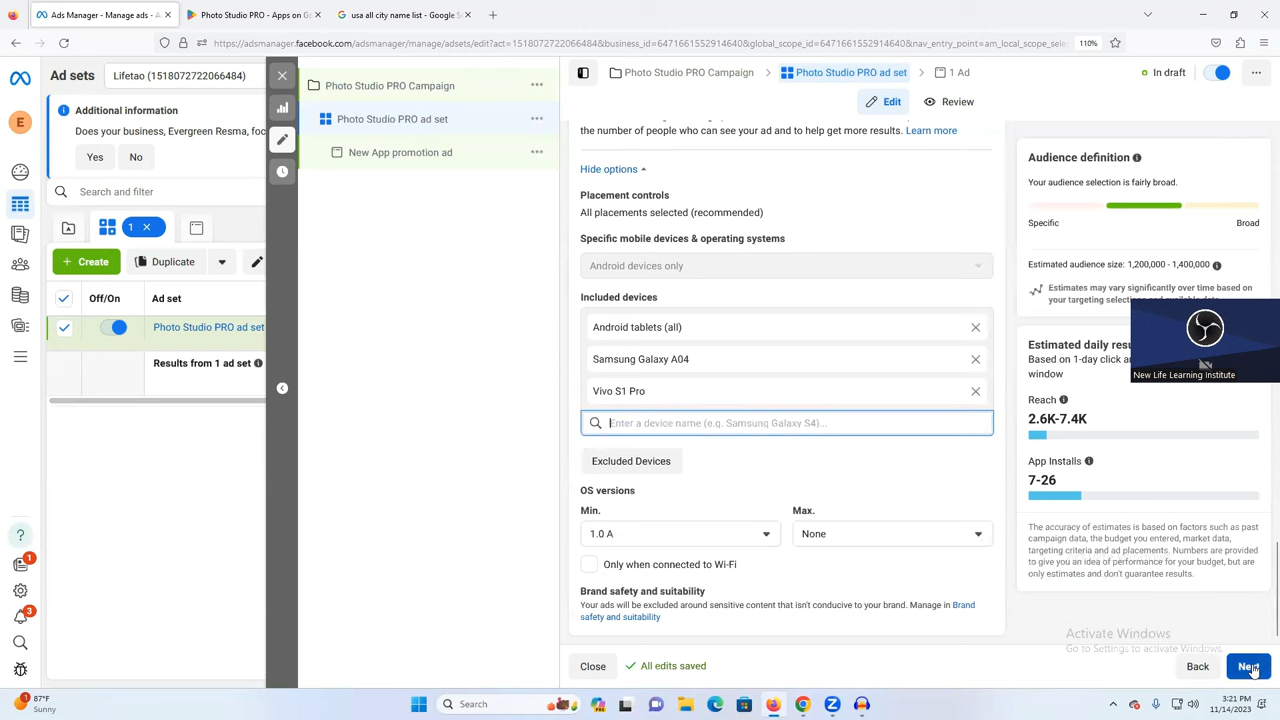 Ads Manager - Manage ads - A
Photo Studio PRO - Apps on G
usa all city name list - Google S
https://adsmanager.facebook.com/adsmanager/manage/adsets/edit?act=1518072722066484&business_id=6471661552914640&global_scope_id=6471661552914640&nav_entry_point=am_local_scope_sele
110%
Ad sets
Lifetao (1518072722066484)
Additional information
Does your business, Evergreen Resma, foc
Yes
No
Search and filter
1
Create
Duplicate
Off/On
Ad set
Photo Studio PRO ad set
Results from 1 ad set
E
1
3
Photo Studio PRO Campaign
Photo Studio PRO ad set
New App promotion ad
Photo Studio PRO Campaign
Photo Studio PRO ad set
1 Ad
In draft
Edit
Review
the number of people who can see your ad and to help get more results. Learn more
Hide options
Placement controls
All placements selected (recommended)
Specific mobile devices & operating systems
Android devices only
Included devices
Android tablets (all)
Samsung Galaxy A04
Vivo S1 Pro
Enter a device name (e.g. Samsung Galaxy S4)...
Excluded Devices
OS versions
Min.
Max.
1.0 A
None
Only when connected to Wi-Fi
Brand safety and suitability
Your ads will be excluded around sensitive content that isn't conducive to your brand. Manage in Brand
safety and suitability
Close
All edits saved
Back
Next
Audience definition
Your audience selection is fairly broad.
Specific
Broad
Estimated audience size: 1,200,000 - 1,400,000
Estimates may vary significantly over time based on
your targeting selections and available data.
Estimated daily resu
Based on 1-day click a
window
New Life Learning Institute
Reach
2.6K-7.4K
App Installs
7-26
The accuracy of estimates is based on factors such as past
campaign data, the budget you entered, market data,
targeting criteria and ad placements. Numbers are provided
to give you an idea of performance for your budget, but are
only estimates and don't guarantee results.
Activate Windows
Go to Settings to activate Windows.
1
87°F
Sunny
Search
3:21 PM
11/14/2023